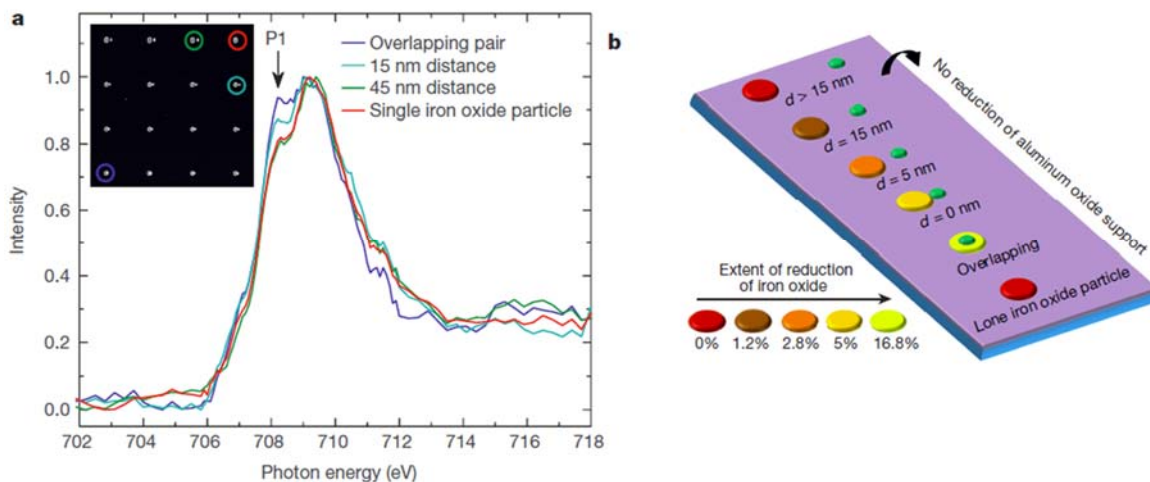 a
P1
Overlapping pair
15 nm distance
45 nm distance
Single iron oxide particle
Intensity
1.0
0.8
0.6
0.4
0.2
0.0
702 704 706 708 710 712 714 716 718
Photon energy (eV)
b
No reduction of aluminum oxide support
d > 15 nm
d = 15 nm
d = 5 nm
d = 0 nm
Overlapping
Lone iron oxide particle
Extent of reduction
of iron oxide
0% 1.2% 2.8% 5% 16.8%